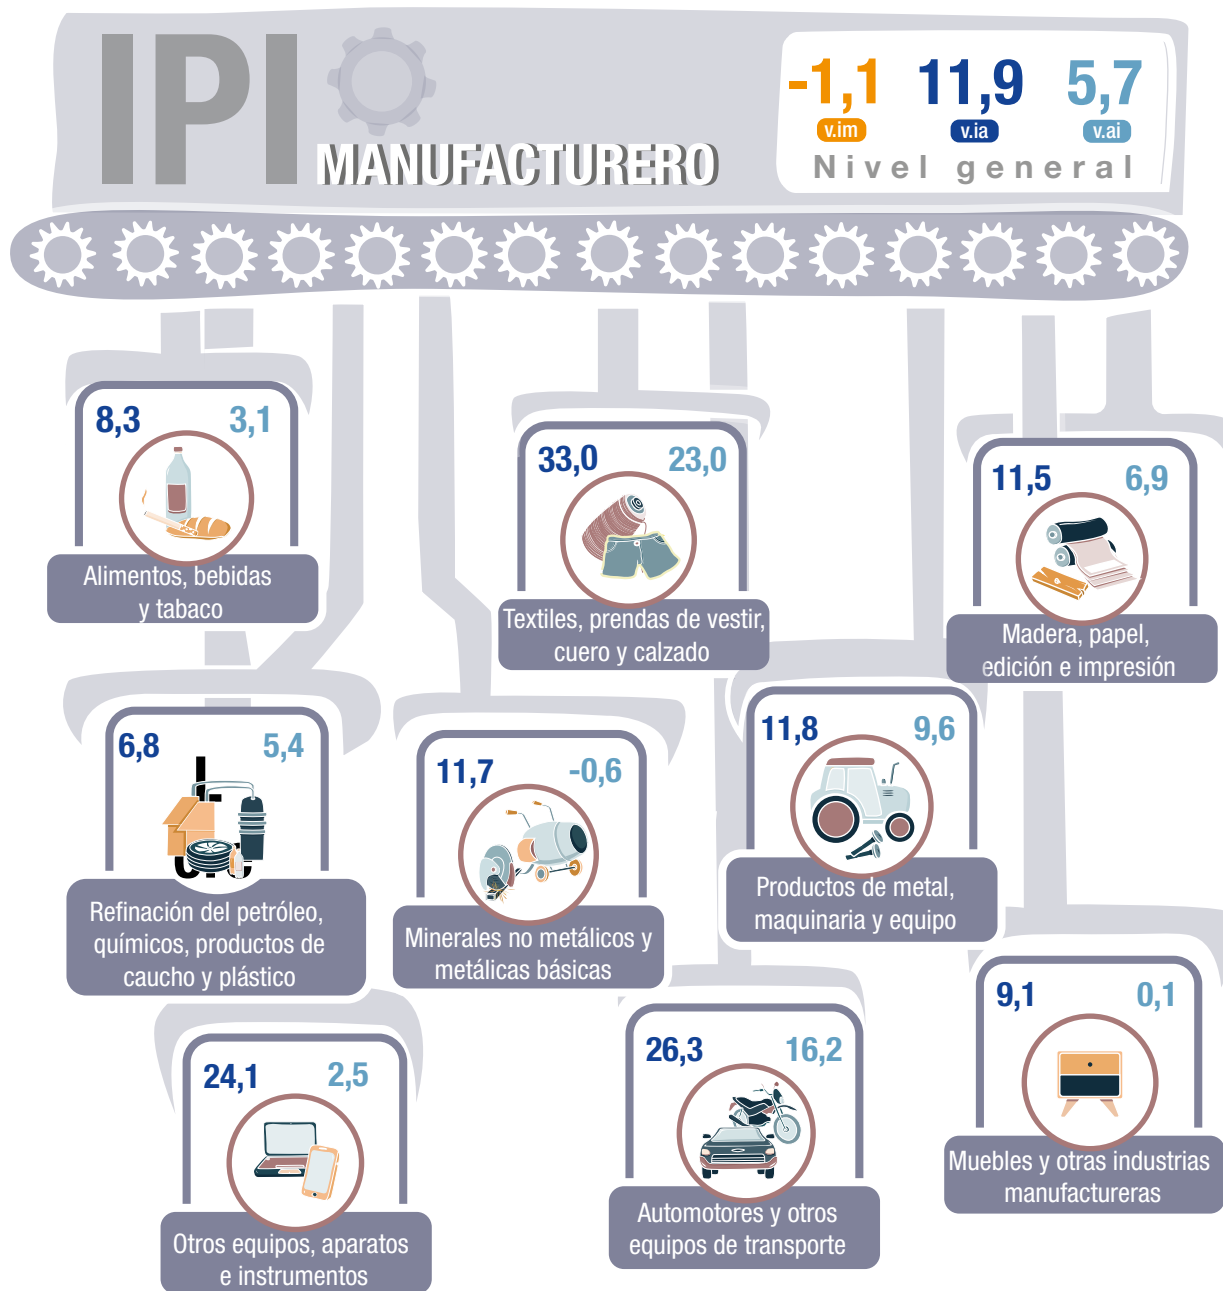 IPI
MANUFACTURERO
-1,1 11,9 5,7
v.im v.ia v.ai
Nivel general
8,3 3,1
Alimentos, bebidas
y tabaco
33,0 23,0
Textiles, prendas de vestir,
cuero y calzado
11,5 6,9
Madera, papel,
edición e impresión
6,8 5,4
Refinación del petróleo,
químicos, productos de
caucho y plástico
11,7 -0,6
Minerales no metálicos y
metálicas básicas
11,8 9,6
Productos de metal,
maquinaria y equipo
24,1 2,5
Otros equipos, aparatos
e instrumentos
26,3 16,2
Automotores y otros
equipos de transporte
9,1 0,1
Muebles y otras industrias
manufactureras